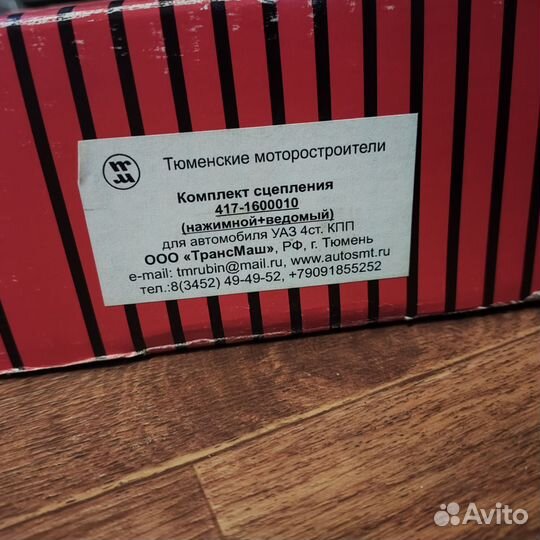 Тюменские моторостроители
Комплект сцепления
417-1600010
(нажимной+ведомый)
для автомобиля УАЗ 4ст. КПП
ООО «ТрансМаш», РФ, г. Тюмень
e-mail: tmrubin@mail.ru, www.autosmt.ru,
тел.:8(3452) 49-49-52, +79091855252
Avito